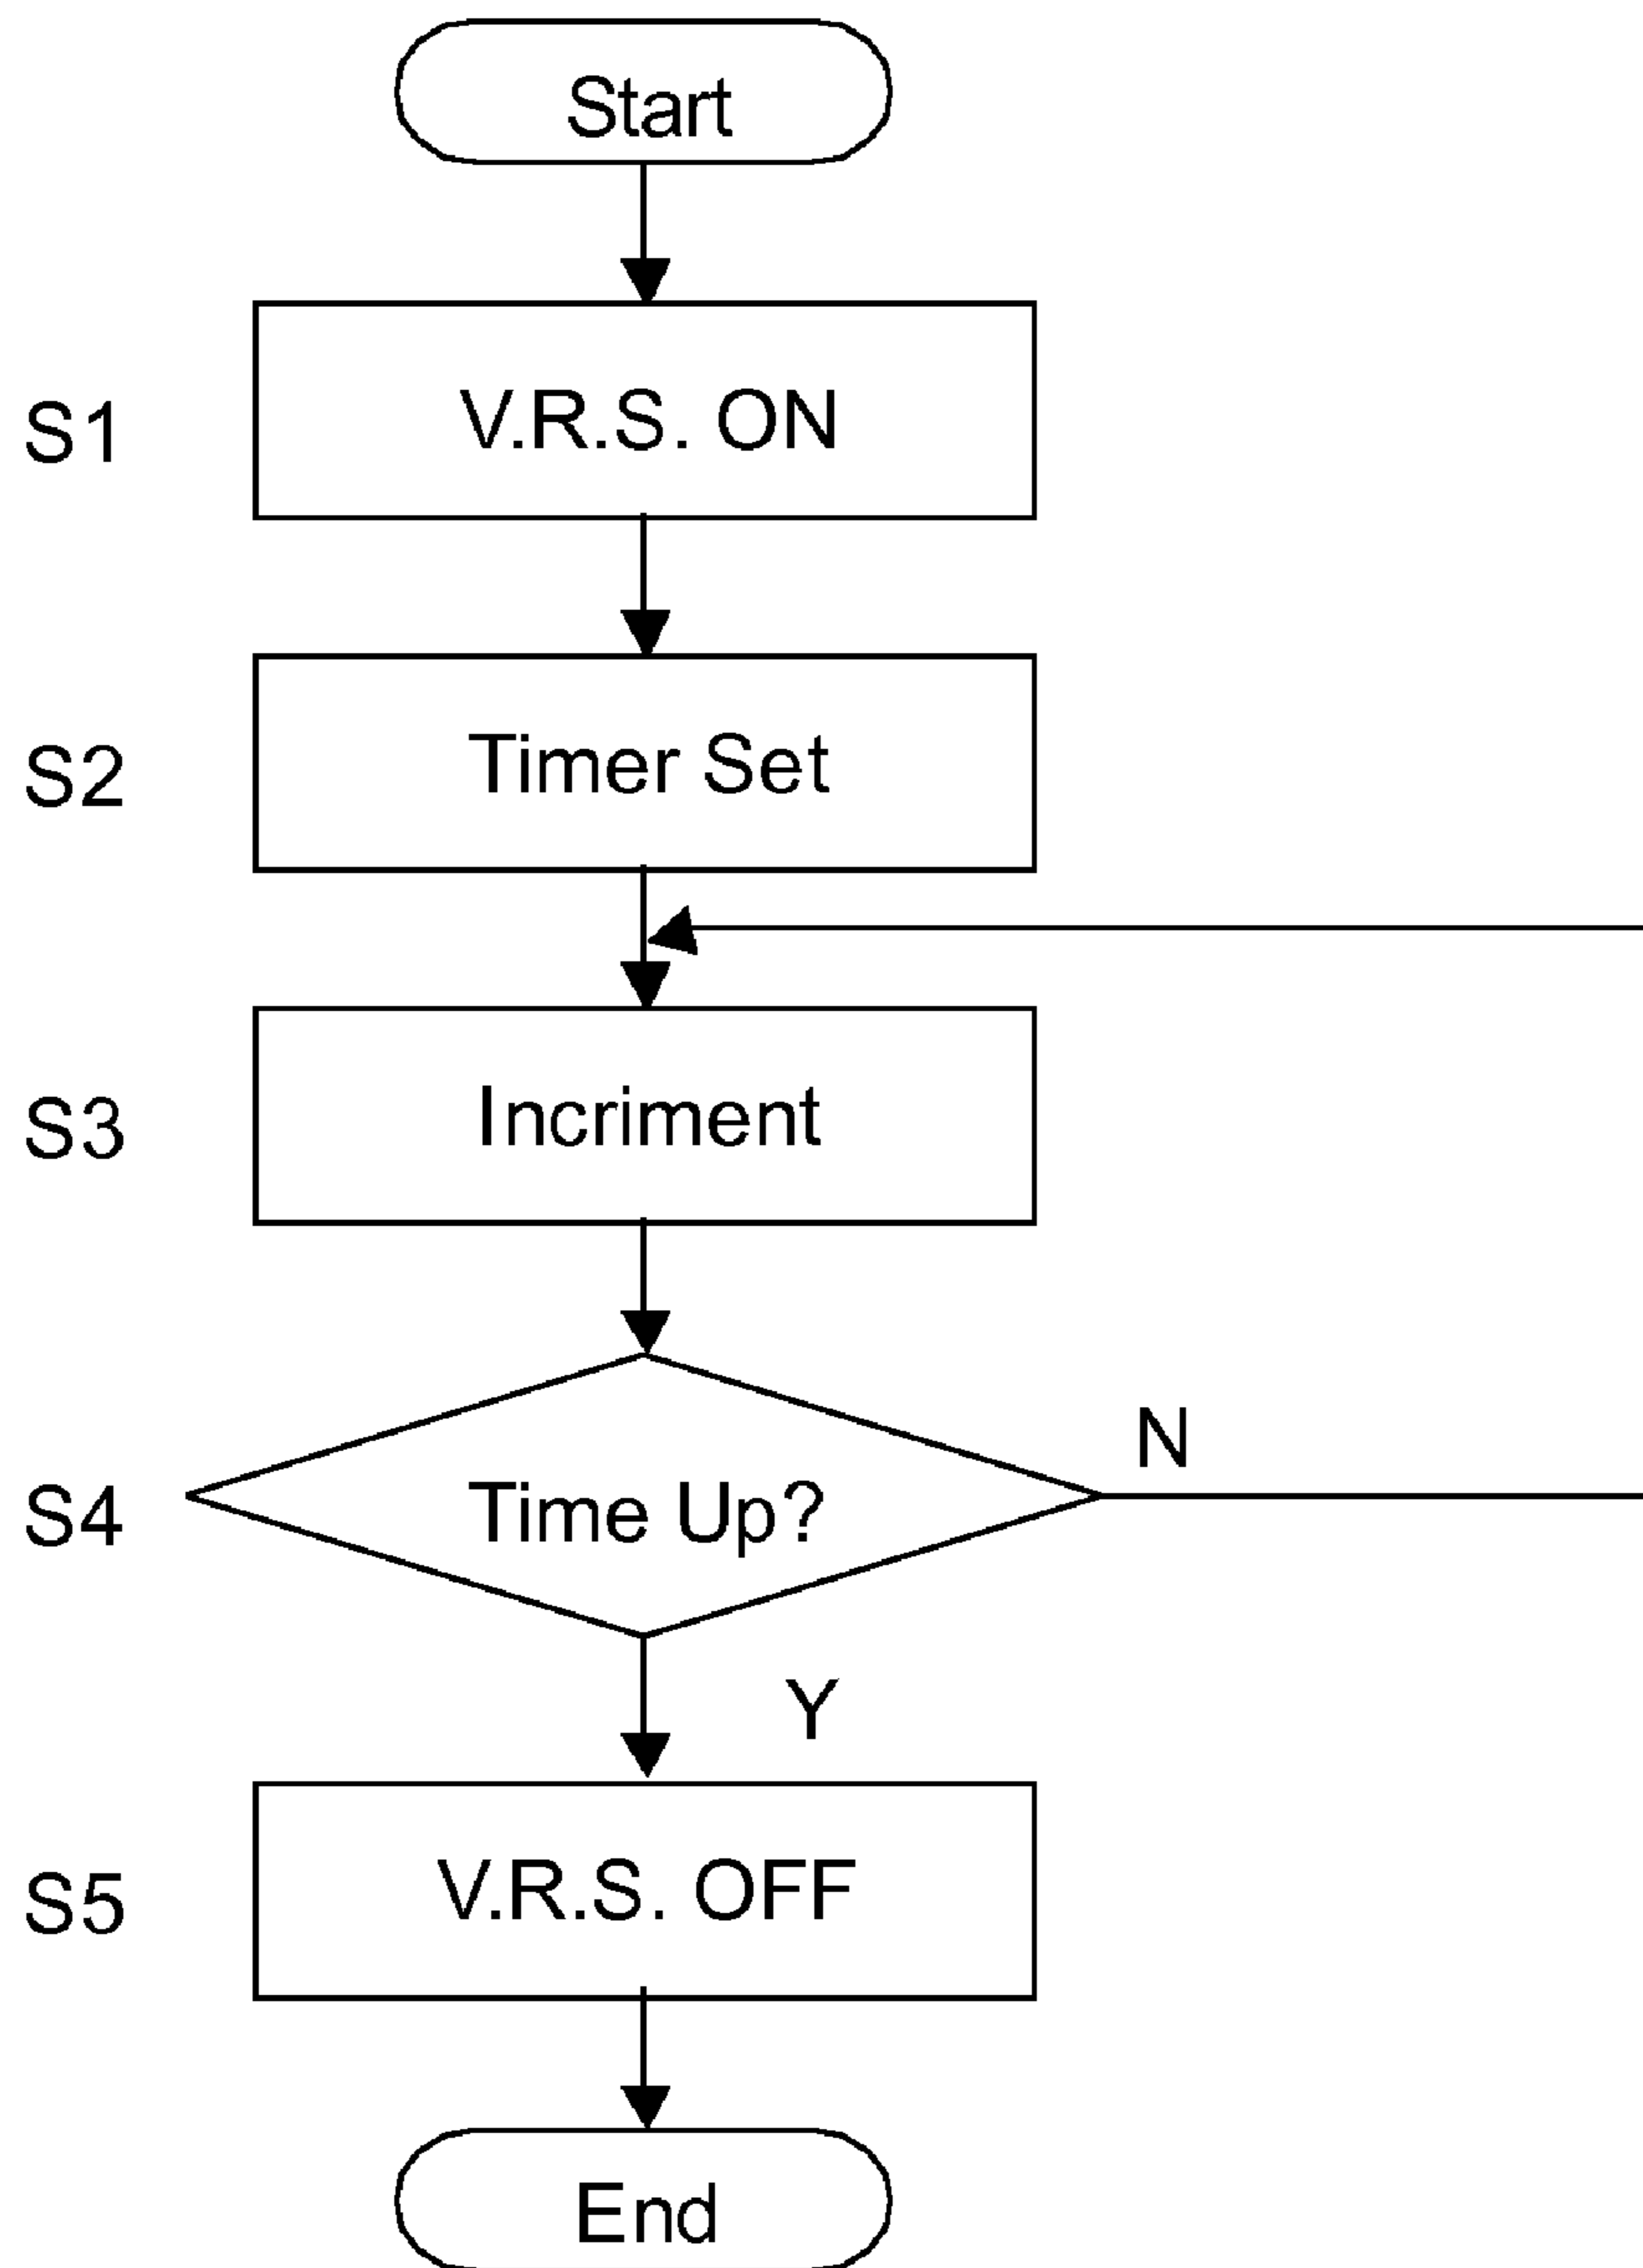 Start
S1 V.R.S. ON
S2 Timer Set
S3 Incriment
S4 Time Up? N
Y
S5 V.R.S. OFF
End